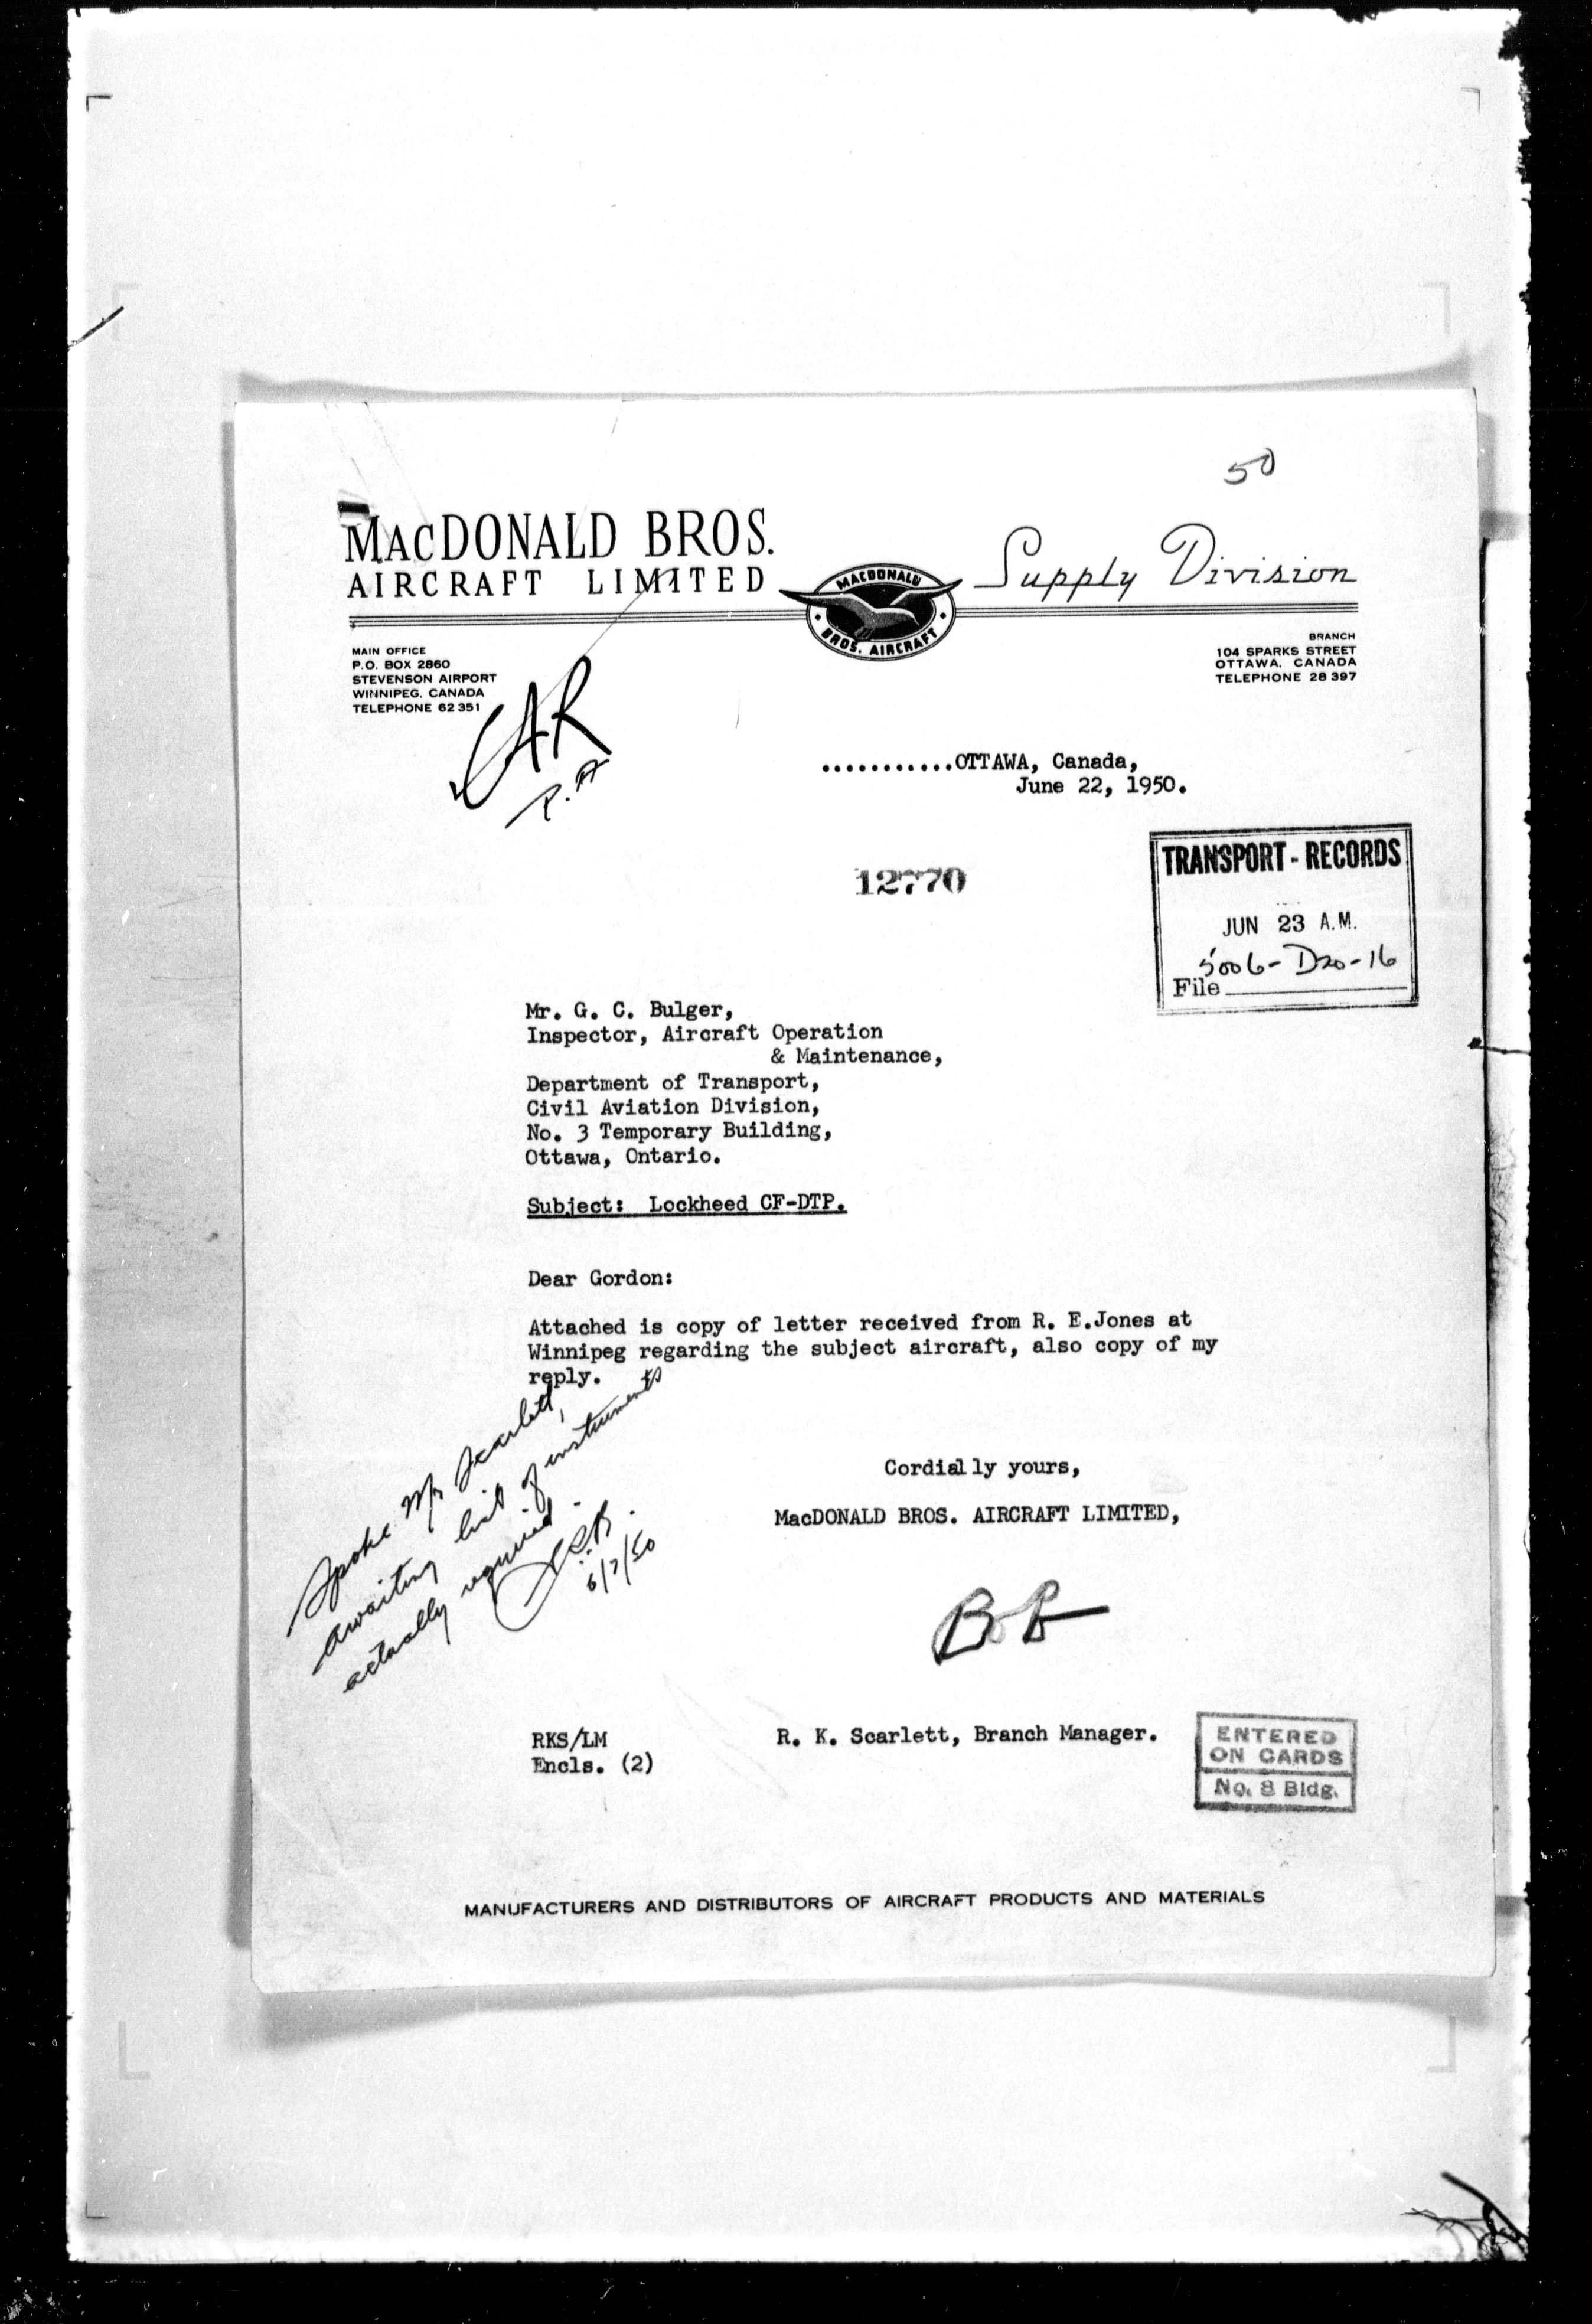 50
MACDONALD BROS.
AIRCRAFT LIMITED
MACDONALD
BROS. AIRCRAFT
Supply Division
MAIN OFFICE
P.O. BOX 2860
STEVENSON AIRPORT
WINNIPEG, CANADA
TELEPHONE 62 351
BRANCH
104 SPARKS STREET
OTTAWA, CANADA
TELEPHONE 28 397
...........OTTAWA, Canada,
June 22, 1950.
12770
TRANSPORT - RECORDS
JUN 23 A.M.
5006-D20-16
File
Mr. G. C. Bulger,
Inspector, Aircraft Operation
& Maintenance,
Department of Transport,
Civil Aviation Division,
No. 3 Temporary Building,
Ottawa, Ontario.
Subject: Lockheed CF-DTP.
Dear Gordon:
Attached is copy of letter received from R. E.Jones at
Winnipeg regarding the subject aircraft, also copy of my
reply.
Spoke Mr Scarlett,
awaiting list of instruments
actually required.
6/7/50
Cordially yours,
MacDONALD BROS. AIRCRAFT LIMITED,
Bob
RKS/LM
Encls. (2)
R. K. Scarlett, Branch Manager.
ENTERED
ON CARDS
No. 8 Bldg.
MANUFACTURERS AND DISTRIBUTORS OF AIRCRAFT PRODUCTS AND MATERIALS